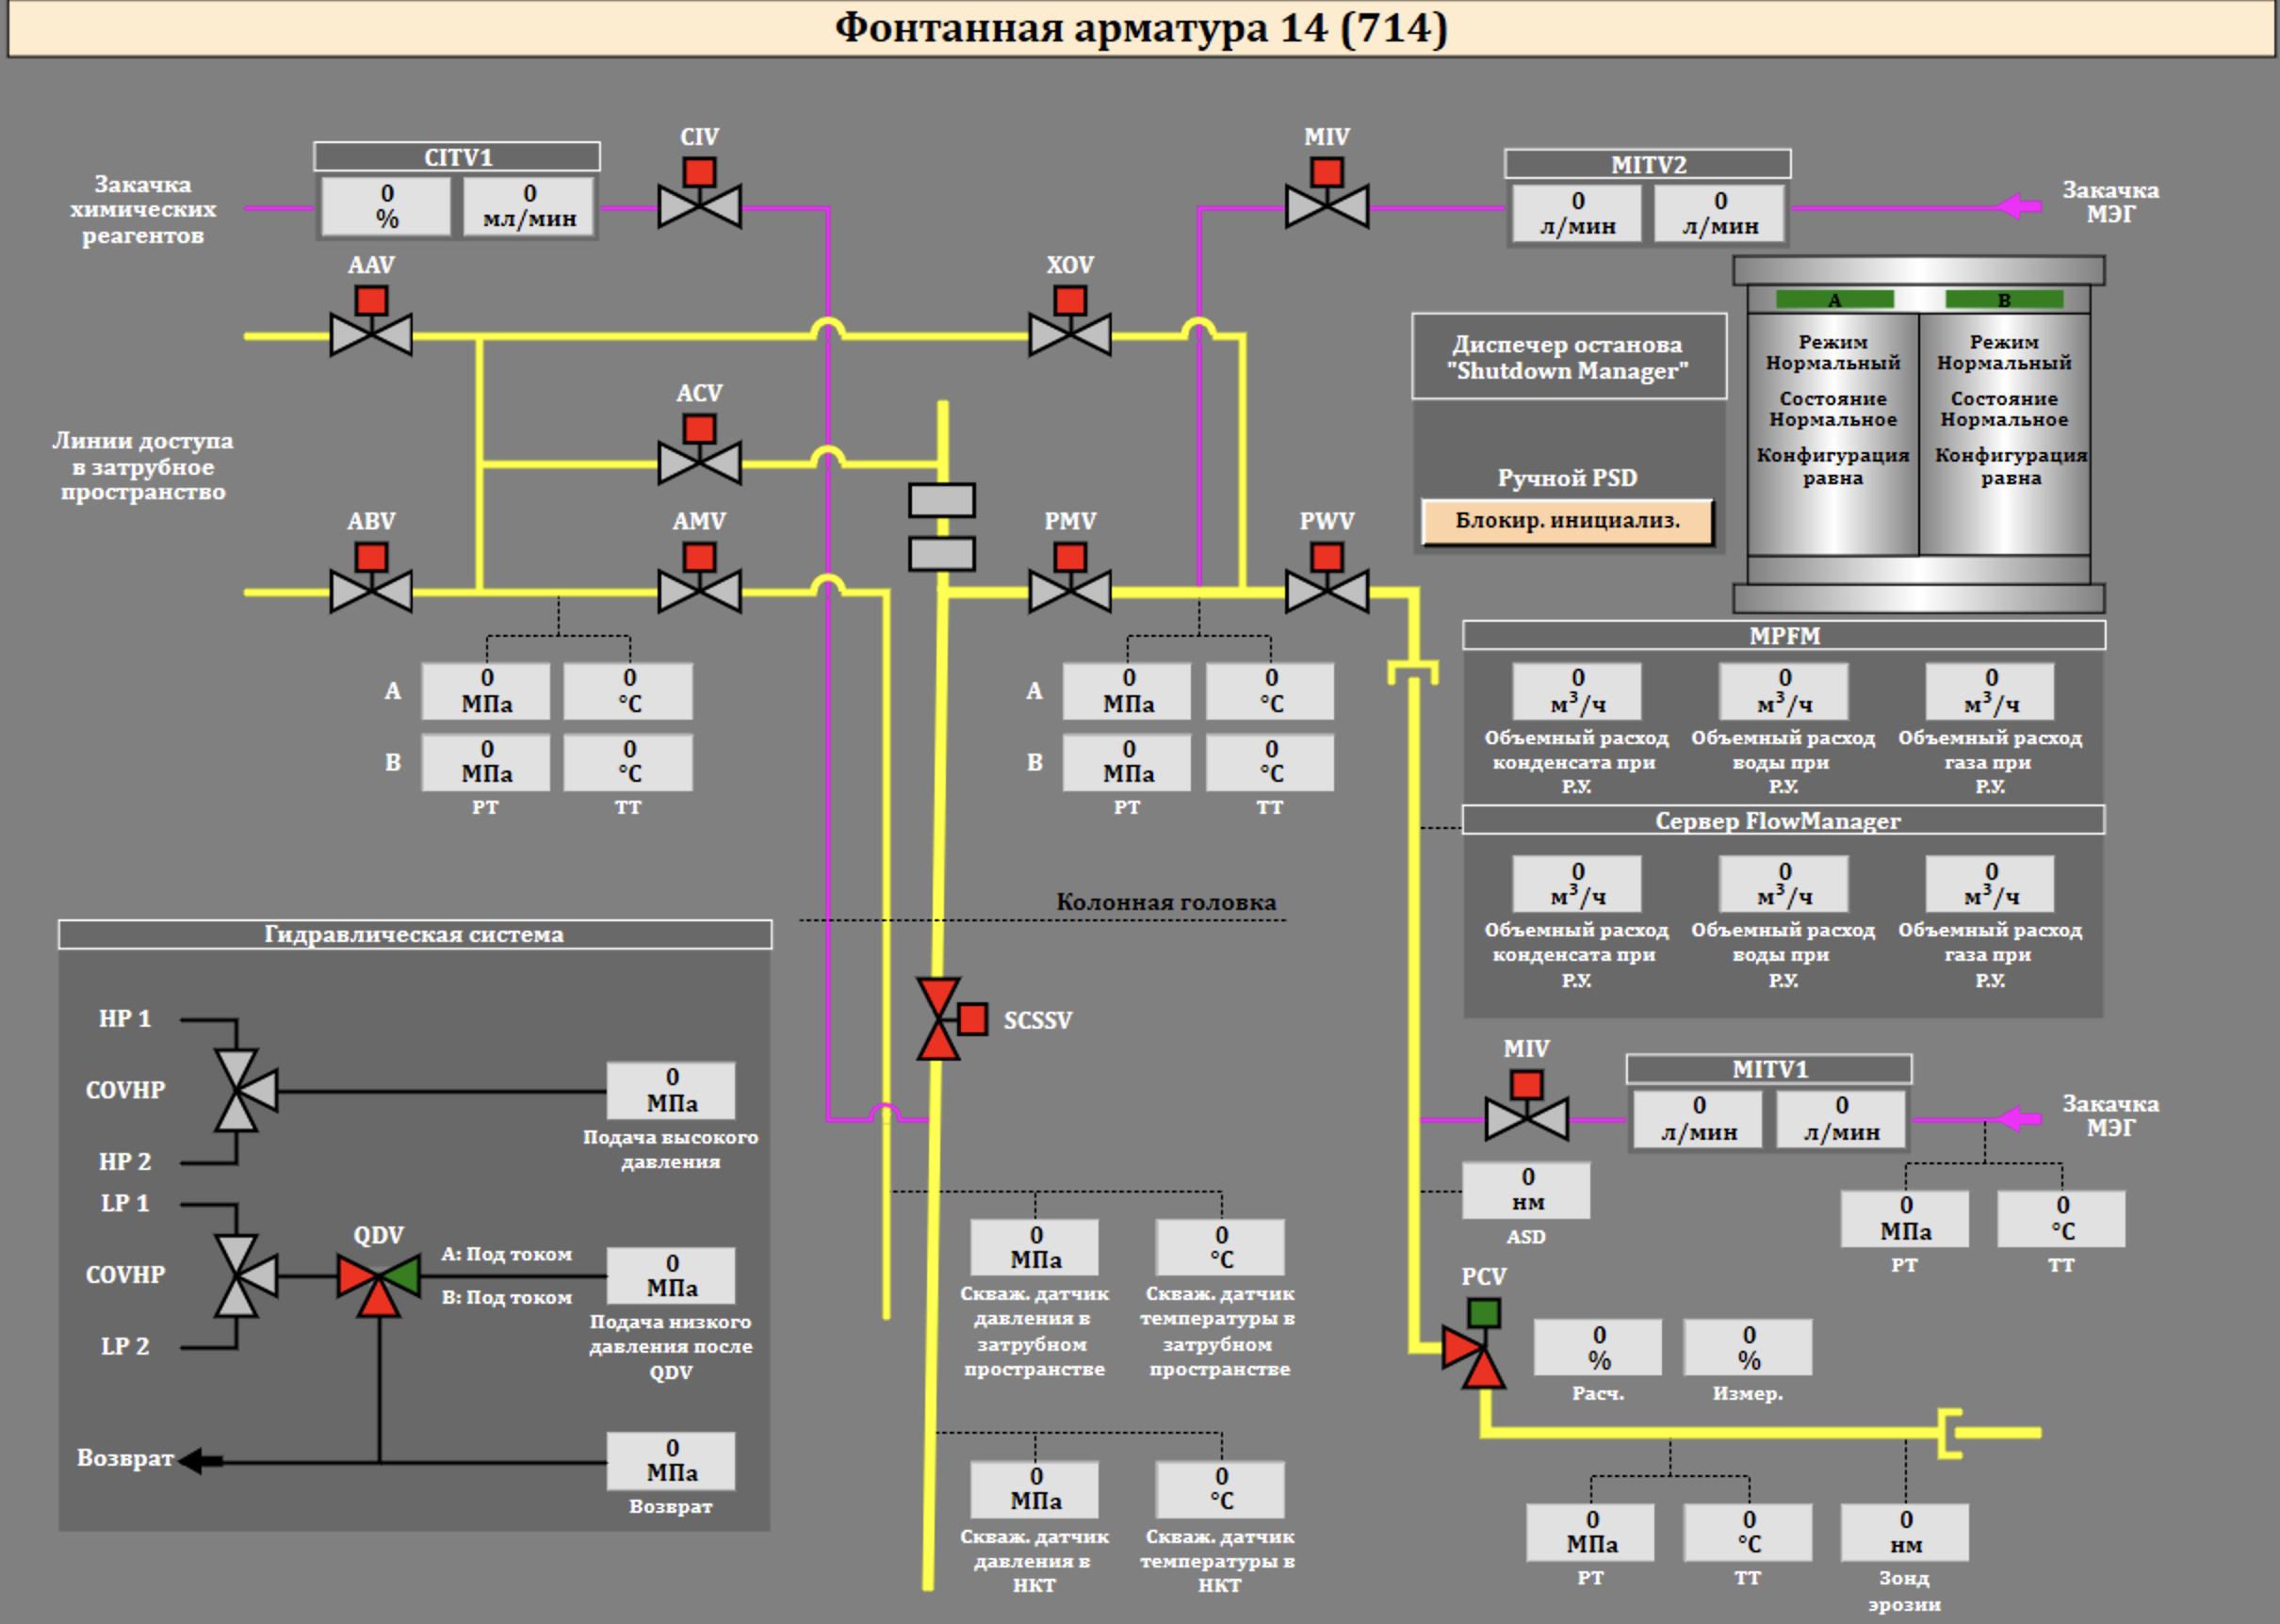 Фонтанная арматура 14 (714)
CITV1
0
%
0
мл/мин
CIV
MIV
MITV2
0
л/мин
0
л/мин
Закачка
химических
реагентов
Закачка
МЭГ
AAV
XOV
ACV
Линии доступа
в затрубное
пространство
ABV
AMV
PMV
PWV
Диспечер останова
"Shutdown Manager"
Ручной PSD
Блокир. инициализ.
A
Режим
Нормальный
Состояние
Нормальное
Конфигурация
равна
B
Режим
Нормальный
Состояние
Нормальное
Конфигурация
равна
A
0
МПа
0
°C
B
0
МПа
0
°C
PT
TT
A
0
МПа
0
°C
B
0
МПа
0
°C
PT
TT
MPFM
0
м³/ч
0
м³/ч
0
м³/ч
Объемный расход
конденсата при
Р.У.
Объемный расход
воды при
Р.У.
Объемный расход
газа при
Р.У.
Сервер FlowManager
0
м³/ч
0
м³/ч
0
м³/ч
Объемный расход
конденсата при
Р.У.
Объемный расход
воды при
Р.У.
Объемный расход
газа при
Р.У.
Колонная головка
SCSSV
Гидравлическая система
HP 1
COVHP
HP 2
0
МПа
Подача высокого
давления
LP 1
COVHP
LP 2
QDV
A: Под током
B: Под током
0
МПа
Подача низкого
давления после
QDV
Возврат
0
МПа
Возврат
0
МПа
Скваж. датчик
давления в
затрубном
пространстве
0
°C
Скваж. датчик
температуры в
затрубном
пространстве
0
МПа
Скваж. датчик
давления в
НКТ
0
°C
Скваж. датчик
температуры в
НКТ
MIV
MITV1
0
л/мин
0
л/мин
Закачка
МЭГ
0
нм
ASD
0
МПа
PT
0
°C
TT
PCV
0
%
Расч.
0
%
Измер.
0
МПа
PT
0
°C
TT
0
нм
Зонд
эрозии